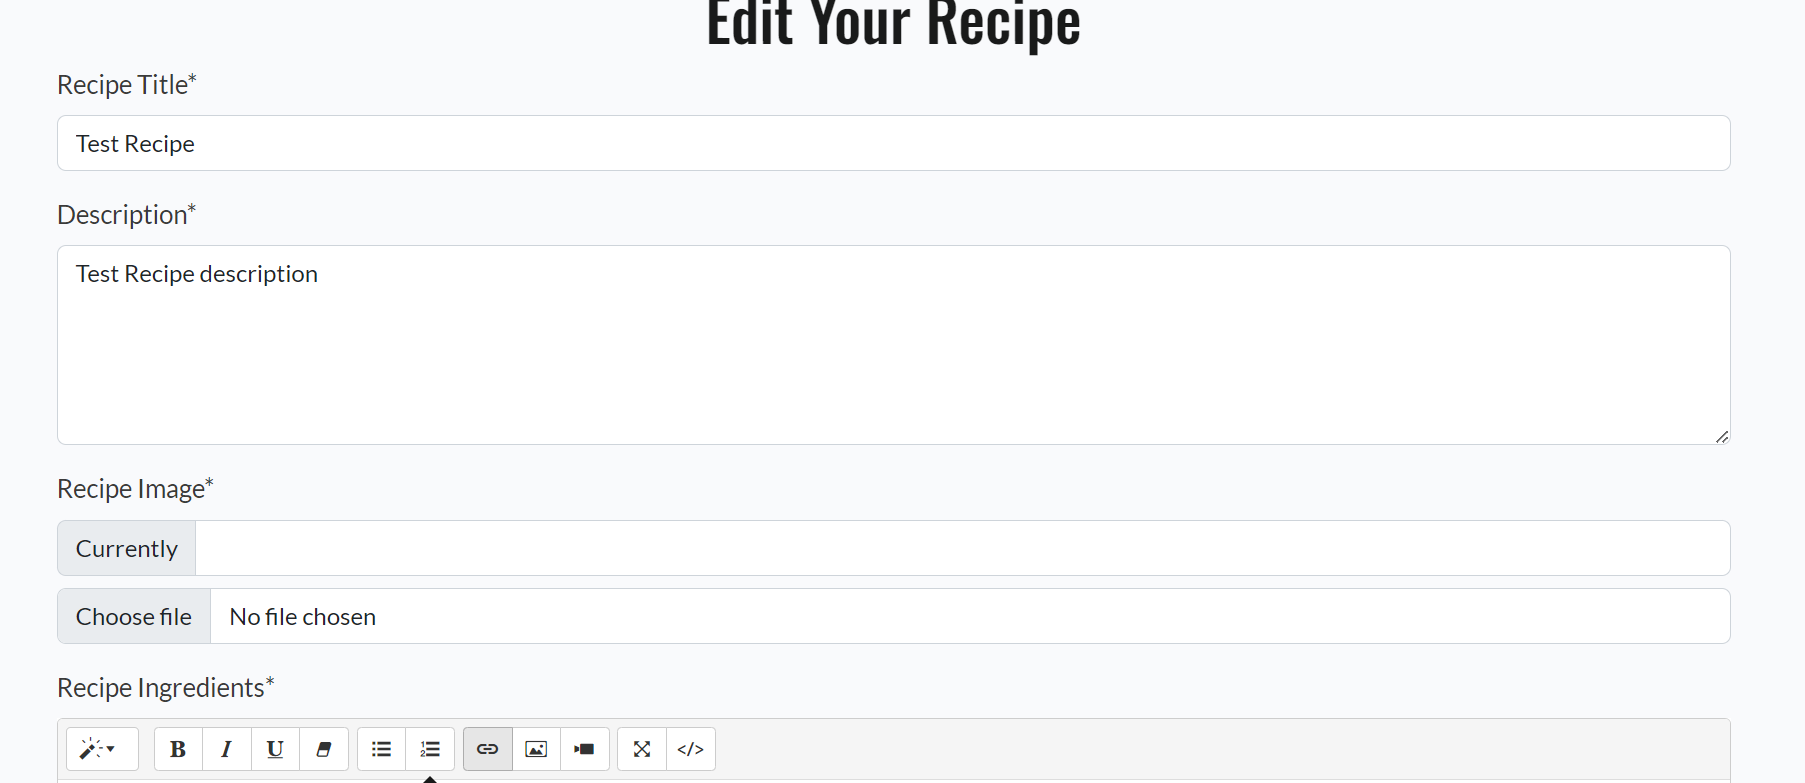 Edit Your Recipe
Recipe Title*
Test Recipe
Description*
Test Recipe description
Recipe Image*
Currently
Choose file No file chosen
Recipe Ingredients*
B I U </>